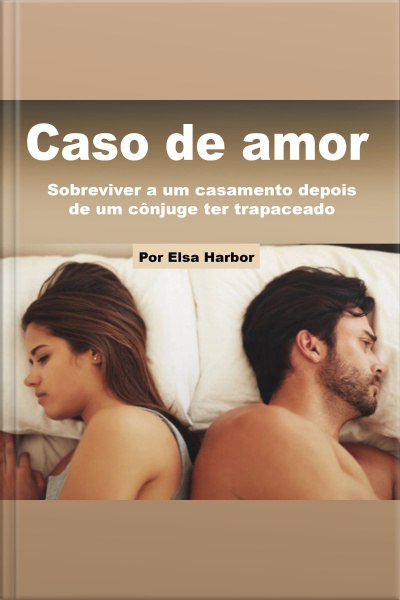 Caso de amor
Sobreviver a um casamento depois
de um cônjuge ter trapaceado
Por Elsa Harbor